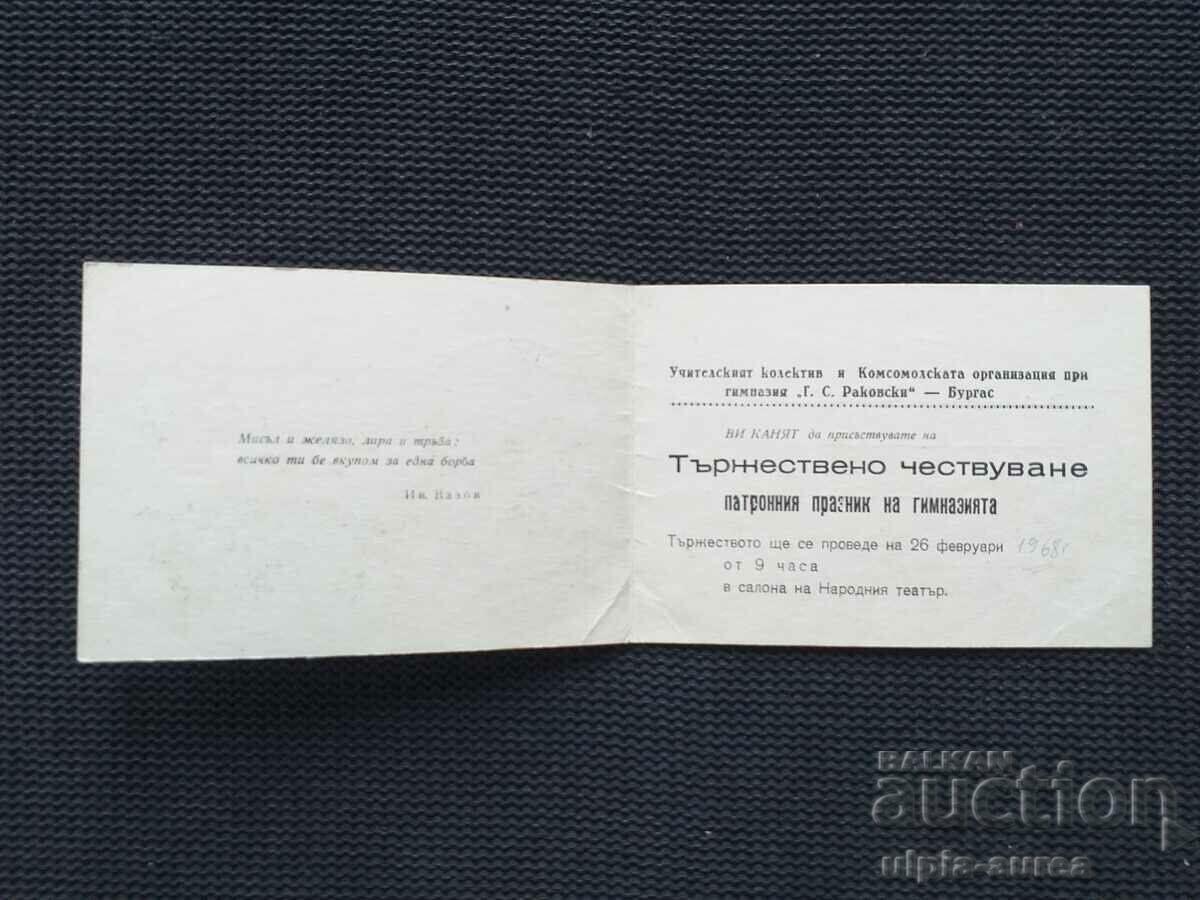 Мисъл и желязо, лира и тръба:
всичко ти бе вкупом за една борба
Ив. Вазов
Учителският колектив и Комсомолската организация при
гимназия „Г. С. Раковски“ — Бургас
ВИ КАНЯТ да присъствувате на
Тържествено чествуване
патронния празник на гимназията
Тържеството ще се проведе на 26 февруари 1968г
от 9 часа
в салона на Народния театър.
BALKAN
auction
ulpia-aurea